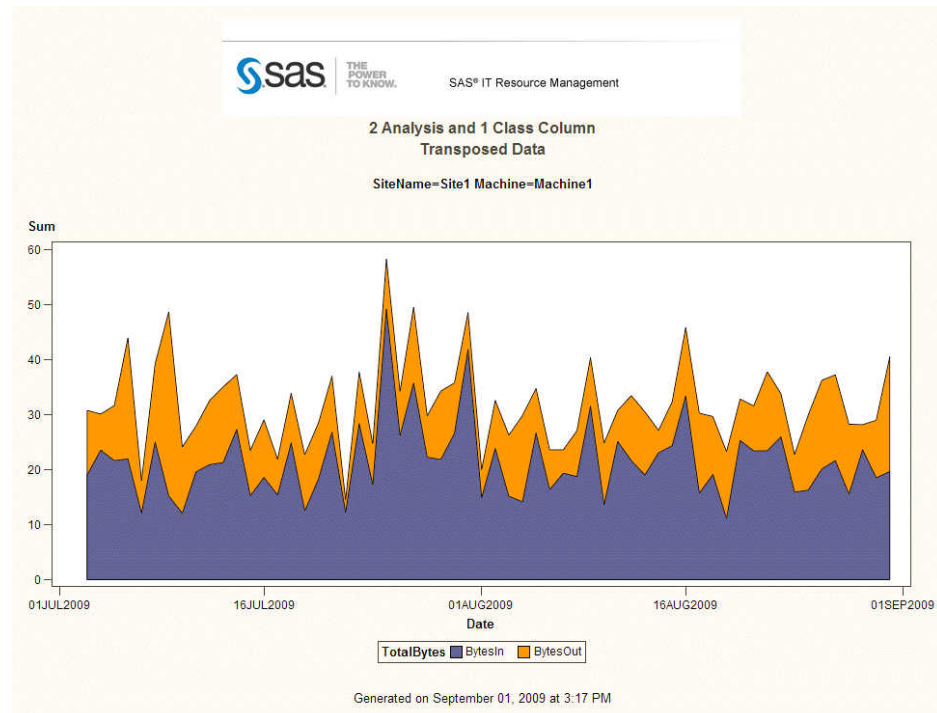 sas THE POWER TO KNOW.
SAS® IT Resource Management
2 Analysis and 1 Class Column
Transposed Data
SiteName=Site1 Machine=Machine1
Sum
60
50
40
30
20
10
0
01JUL2009 16JUL2009 01AUG2009 16AUG2009 01SEP2009
Date
TotalBytes BytesIn BytesOut
Generated on September 01, 2009 at 3:17 PM